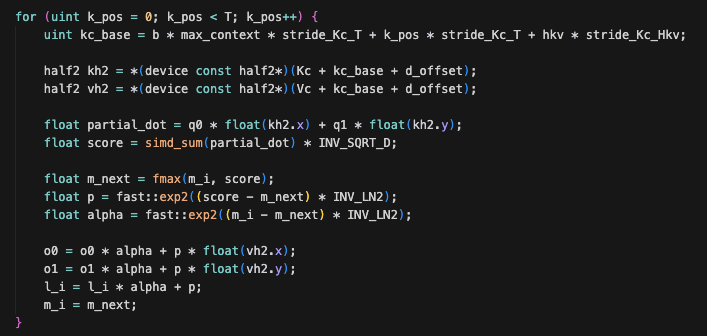 for (uint k_pos = 0; k_pos < T; k_pos++) {
uint kc_base = b * max_context * stride_Kc_T + k_pos * stride_Kc_T + hkv * stride_Kc_Hkv;
half2 kh2 = *(device const half2*)(Kc + kc_base + d_offset);
half2 vh2 = *(device const half2*)(Vc + kc_base + d_offset);
float partial_dot = q0 * float(kh2.x) + q1 * float(kh2.y);
float score = simd_sum(partial_dot) * INV_SQRT_D;
float m_next = fmax(m_i, score);
float p = fast::exp2((score - m_next) * INV_LN2);
float alpha = fast::exp2((m_i - m_next) * INV_LN2);
o0 = o0 * alpha + p * float(vh2.x);
o1 = o1 * alpha + p * float(vh2.y);
l_i = l_i * alpha + p;
m_i = m_next;
}